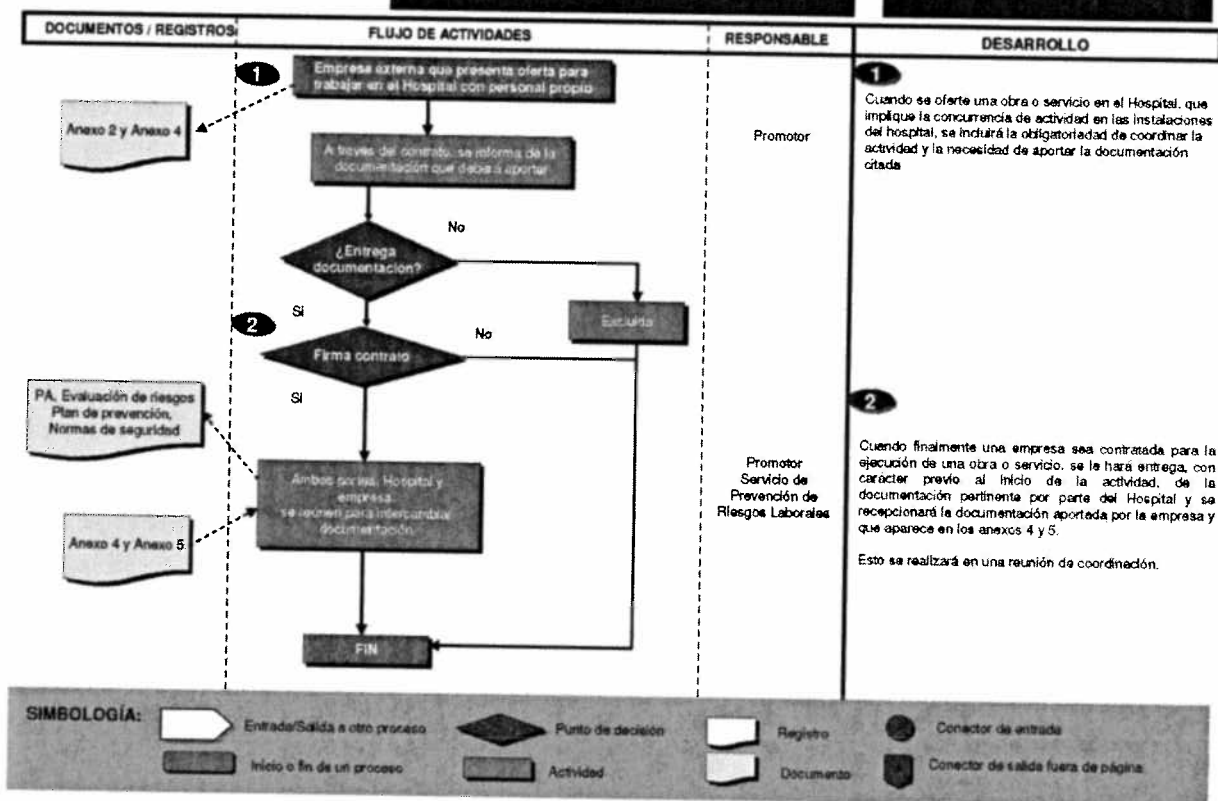 DOCUMENTOS / REGISTROS
FLUJO DE ACTIVIDADES
RESPONSABLE
DESARROLLO
1
Empresa externa que presenta oferta para
trabajar en el Hospital con personal propio
Anexo 2 y Anexo 4
A través del contrato, se informa de la
documentación que deberá aportar
Promotor
1
Cuando se oferte una obra o servicio en el Hospital, que
implique la concurrencia de actividad en las instalaciones
del hospital, se incluirá la obligatoriedad de coordinar la
actividad y la necesidad de aportar la documentación
citada
¿Entrega
documentacion?
No
Si
Excluida
2
Firma contrato
No
Si
PA, Evaluación de riesgos
Plan de prevención,
Normas de seguridad
Ambas partes, Hospital y
empresa
se reunen para intercambiar
documentación
Anexo 4 y Anexo 5
Promotor
Servicio de
Prevención de
Riesgos Laborales
2
Cuando finalmente una empresa sea contratada para la
ejecución de una obra o servicio, se le hará entrega, con
carácter previo al inicio de la actividad, de la
documentación pertinente por parte del Hospital y se
recepcionará la documentación aportada por la empresa y
que aparece en los anexos 4 y 5.
Esto se realizará en una reunión de coordinación.
FIN
SIMBOLOGÍA:
Entrada/Salida a otro proceso
Punto de decisión
Registro
Conector de entrada
Inicio o fin de un proceso
Actividad
Documento
Conector de salida fuera de página